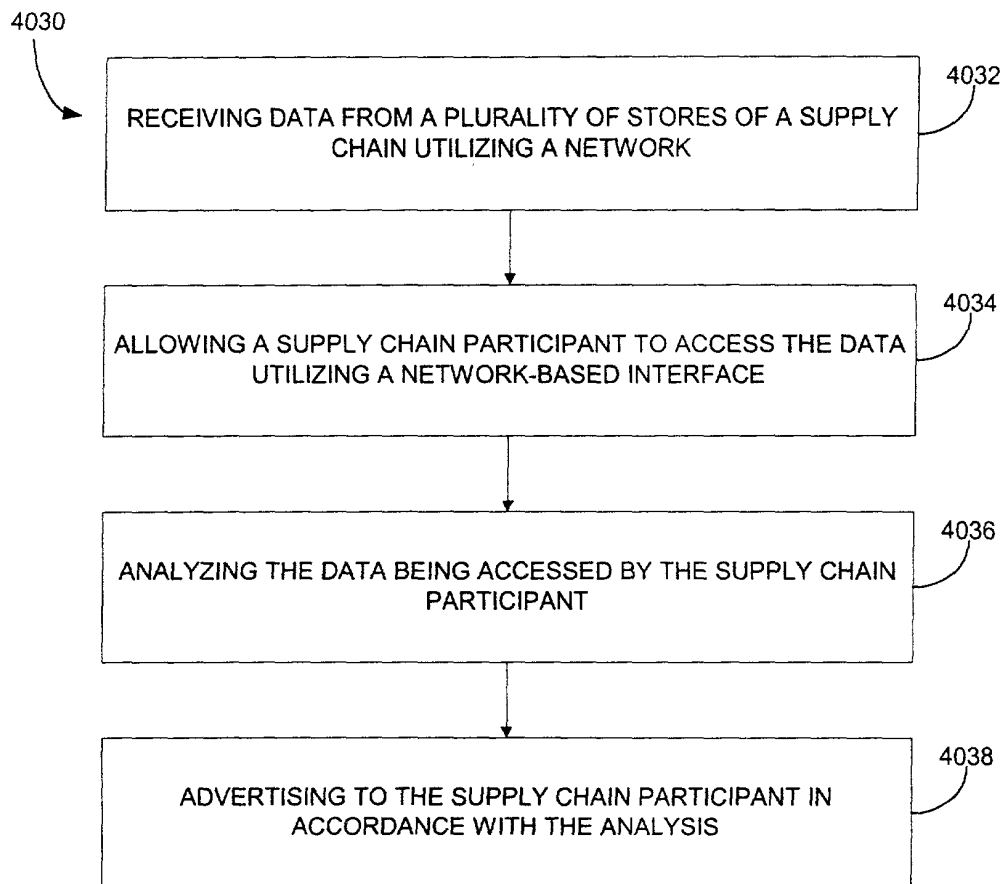 4030
4032
RECEIVING DATA FROM A PLURALITY OF STORES OF A SUPPLY
CHAIN UTILIZING A NETWORK
4034
ALLOWING A SUPPLY CHAIN PARTICIPANT TO ACCESS THE DATA
UTILIZING A NETWORK-BASED INTERFACE
4036
ANALYZING THE DATA BEING ACCESSED BY THE SUPPLY CHAIN
PARTICIPANT
4038
ADVERTISING TO THE SUPPLY CHAIN PARTICIPANT IN
ACCORDANCE WITH THE ANALYSIS